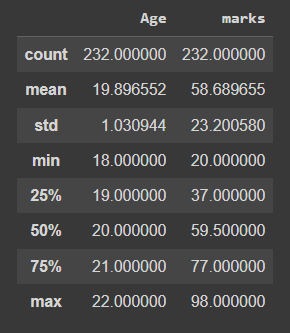 Age marks
count 232.000000 232.000000
mean 19.896552 58.689655
std 1.030944 23.200580
min 18.000000 20.000000
25% 19.000000 37.000000
50% 20.000000 59.500000
75% 21.000000 77.000000
max 22.000000 98.000000